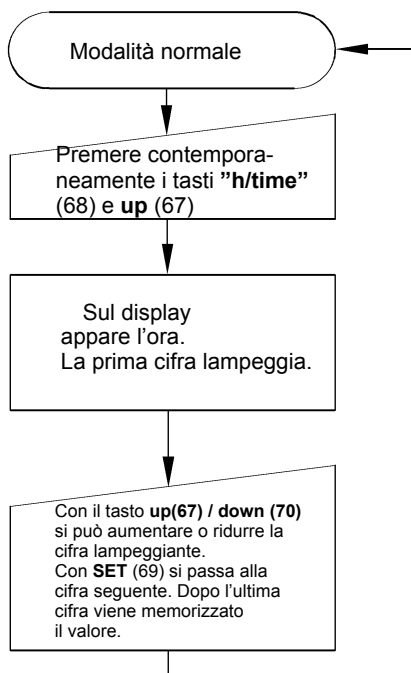 Modalità normale
Premere contempora-
neamente i tasti ”h/time”
(68) e up (67)
Sul display
appare l’ora.
La prima cifra lampeggia.
Con il tasto up(67) / down (70)
si può aumentare o ridurre la
cifra lampeggiante.
Con SET (69) si passa alla
cifra seguente. Dopo l’ultima
cifra viene memorizzato
il valore.